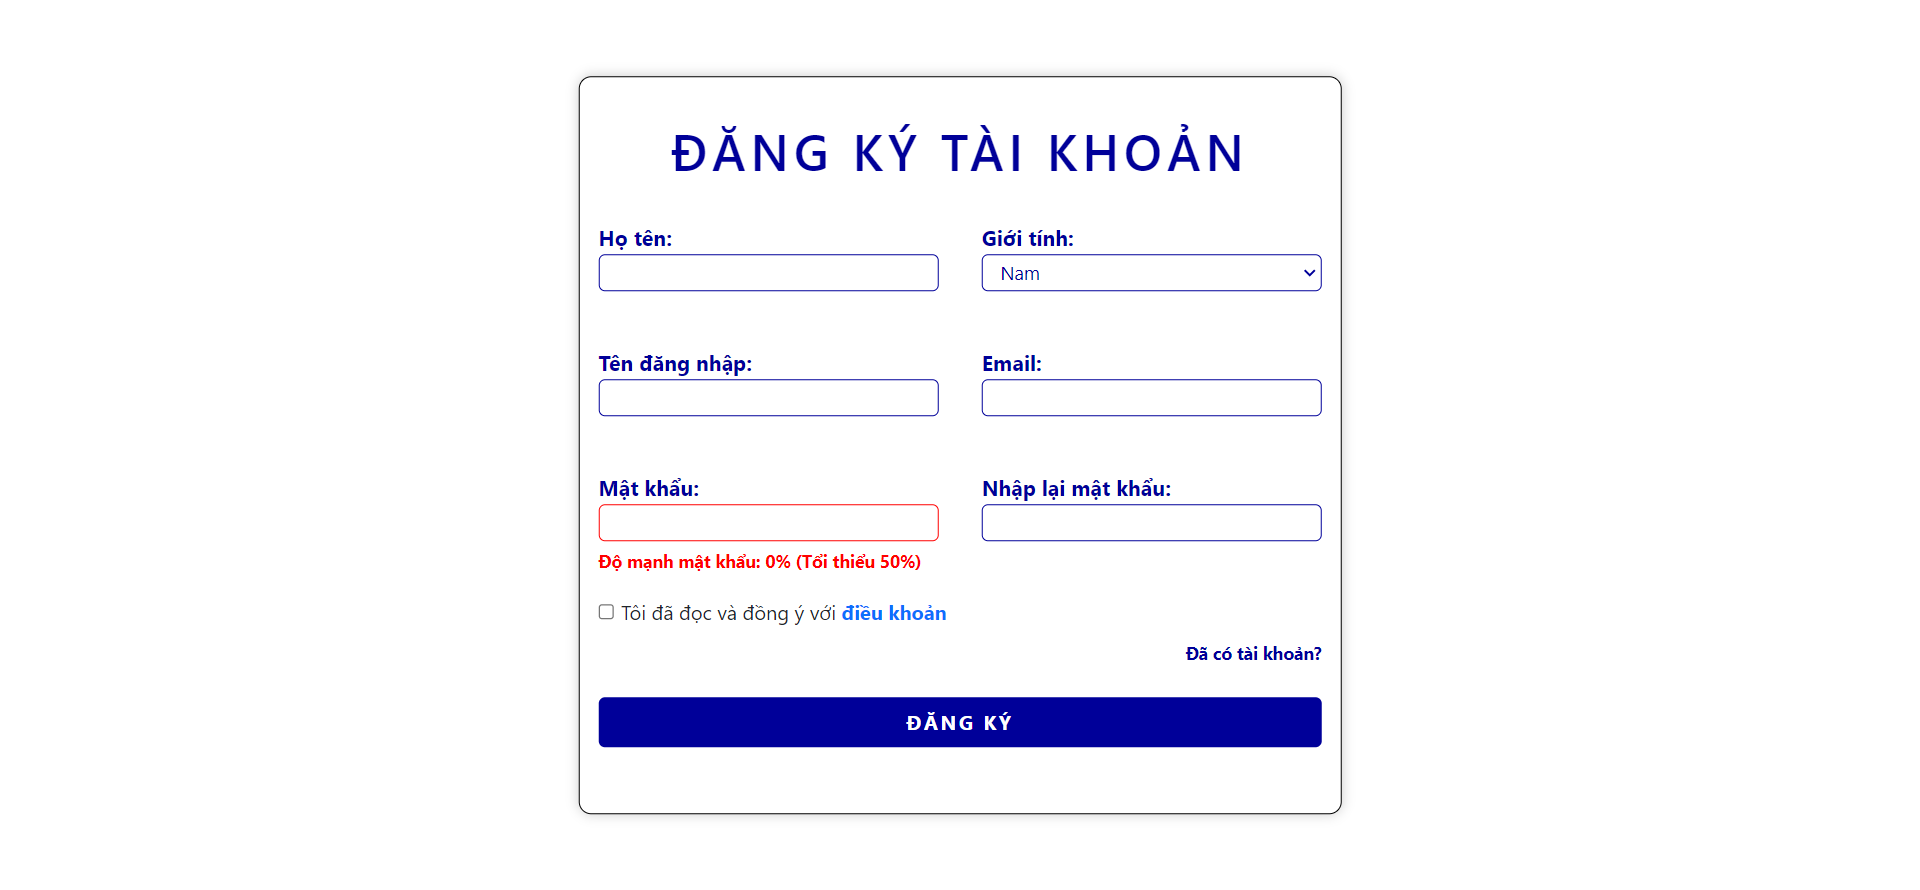 ĐĂNG KÝ TÀI KHOẢN
Họ tên:
Giới tính:
Nam
Tên đăng nhập:
Email:
Mật khẩu:
Nhập lại mật khẩu:
Độ mạnh mật khẩu: 0% (Tối thiểu 50%)
Tôi đã đọc và đồng ý với điều khoản
Đã có tài khoản?
ĐĂNG KÝ